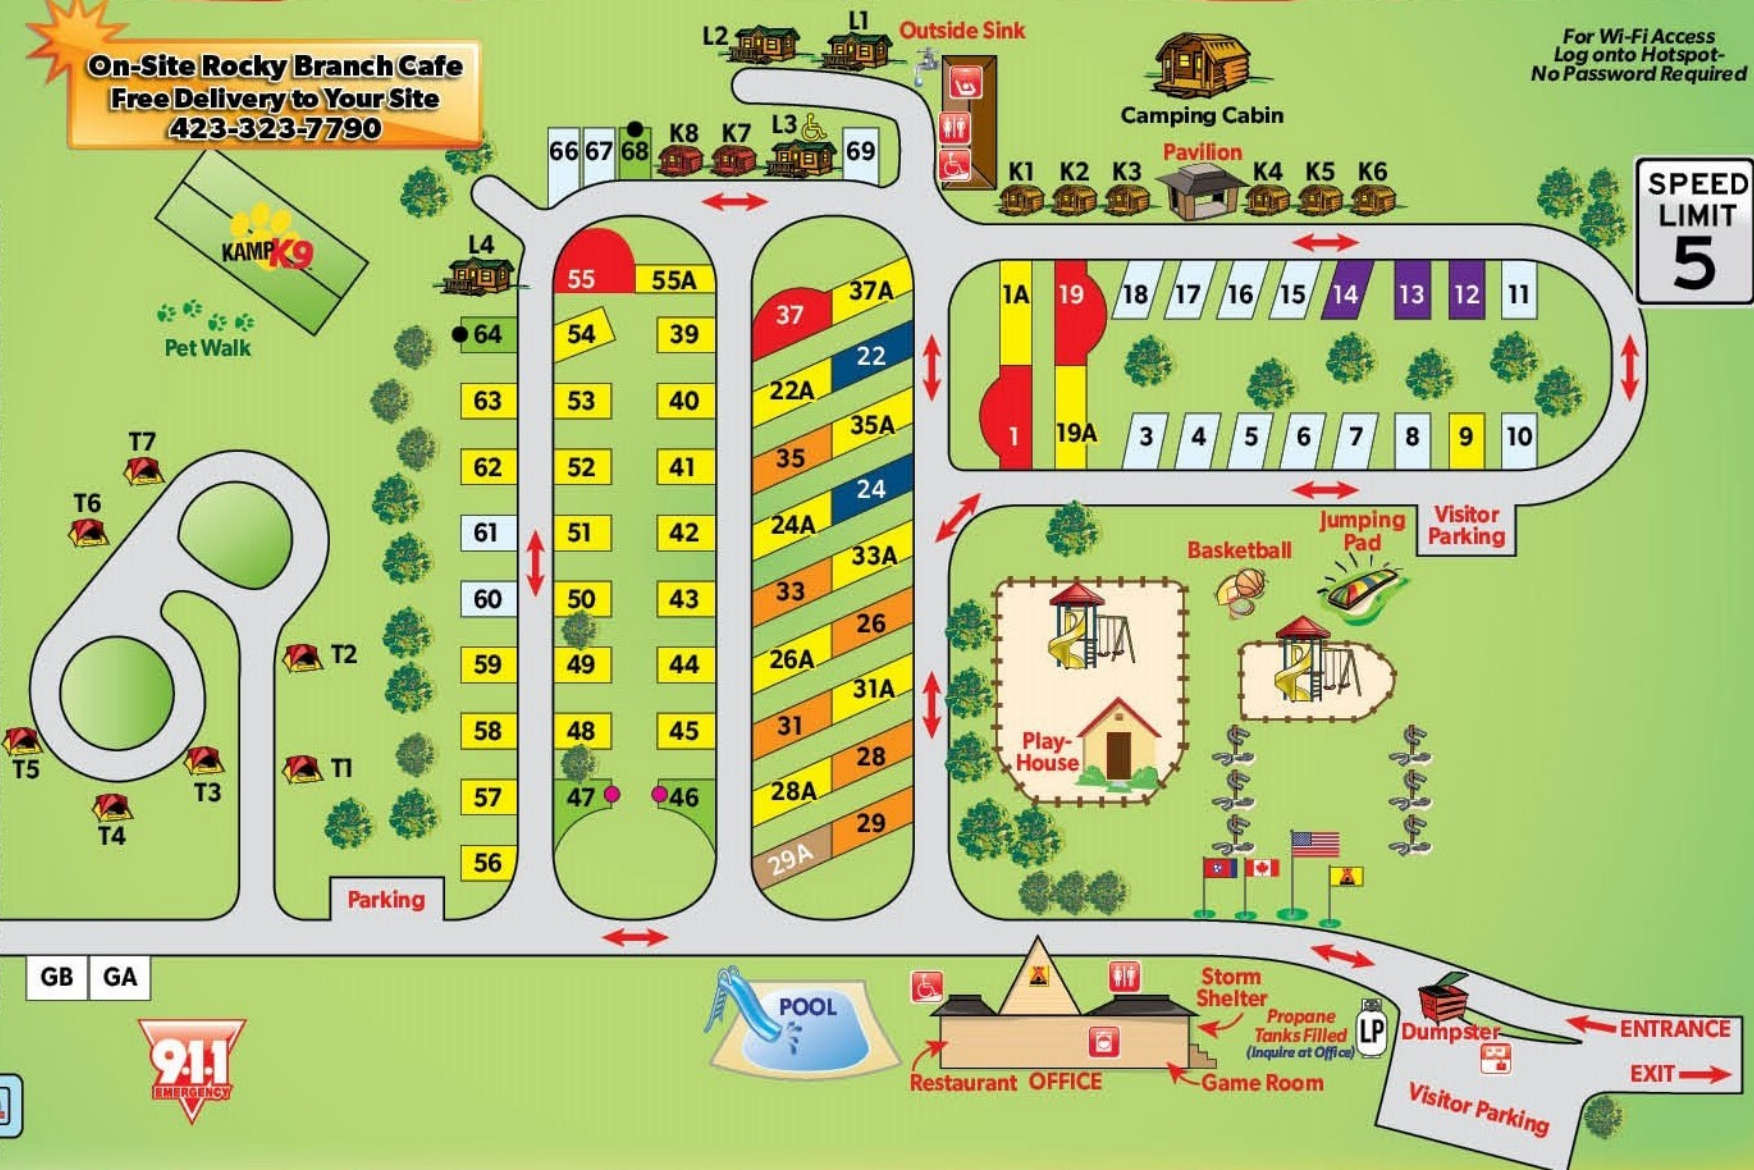 On-Site Rocky Branch Cafe
Free Delivery to Your Site
423-323-7790
L2
L1
Outside Sink
Camping Cabin
For Wi-Fi Access
Log onto Hotspot-
No Password Required
66
67
68
K8
K7
L3
69
K1
K2
K3
Pavilion
K4
K5
K6
SPEED
LIMIT
5
KAMPK9
Pet Walk
L4
55
55A
37
37A
1A
19
18
17
16
15
14
13
12
11
64
54
39
22
22A
63
53
40
35A
1
19A
3
4
5
6
7
8
9
10
62
52
41
35
24
24A
61
51
42
33A
60
50
43
33
26
59
49
44
26A
31A
58
48
45
31
28
57
47
46
28A
29
56
29A
T7
T6
T2
T1
T5
T3
T4
Jumping
Pad
Visitor
Parking
Basketball
Play-
House
Parking
GB
GA
911
EMERGENCY
POOL
Storm
Shelter
Propane
Tanks Filled
(Inquire at Office)
LP
Dumpster
ENTRANCE
EXIT
Restaurant
OFFICE
Game Room
Visitor Parking